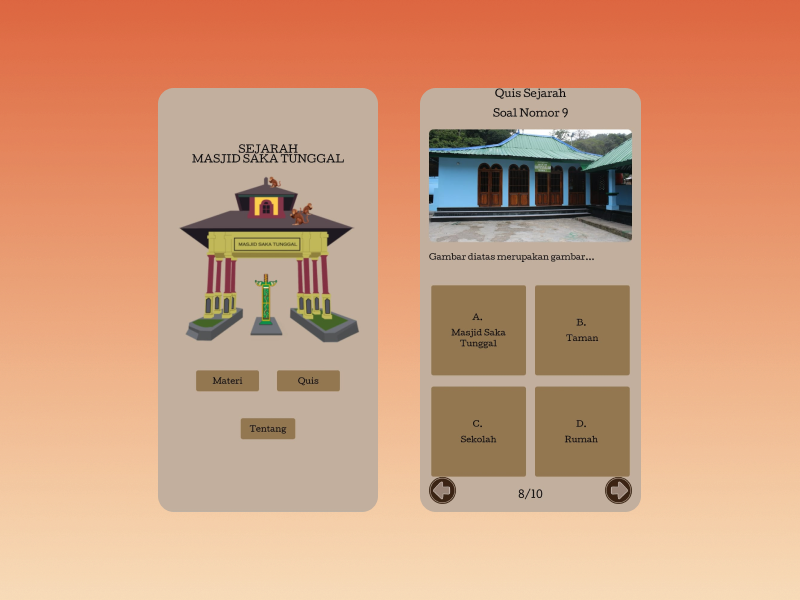 SEJARAH
MASJID SAKA TUNGGAL
MASJID SAKA TUNGGAL
Materi
Quis
Tentang
Quis Sejarah
Soal Nomor 9
Gambar diatas merupakan gambar...
A.
Masjid Saka
Tunggal
B.
Taman
C.
Sekolah
D.
Rumah
8/10